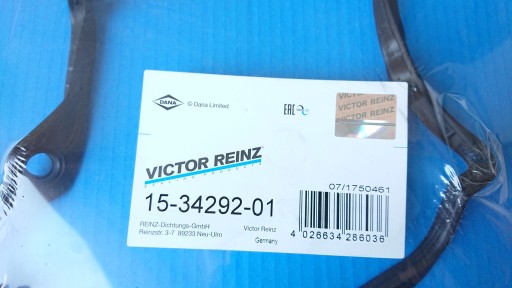 DANA
© Dana Limited
EAC
VICTOR REINZ
VICTOR REINZ
VICTOR REINZ
VICTOR REINZ
15-34292-01
REINZ-Dichtungs-GmbH
Reinzstr. 3-7 89233 Neu-Ulm
Victor Reinz
Germany
07/1750461
4 026634 286036